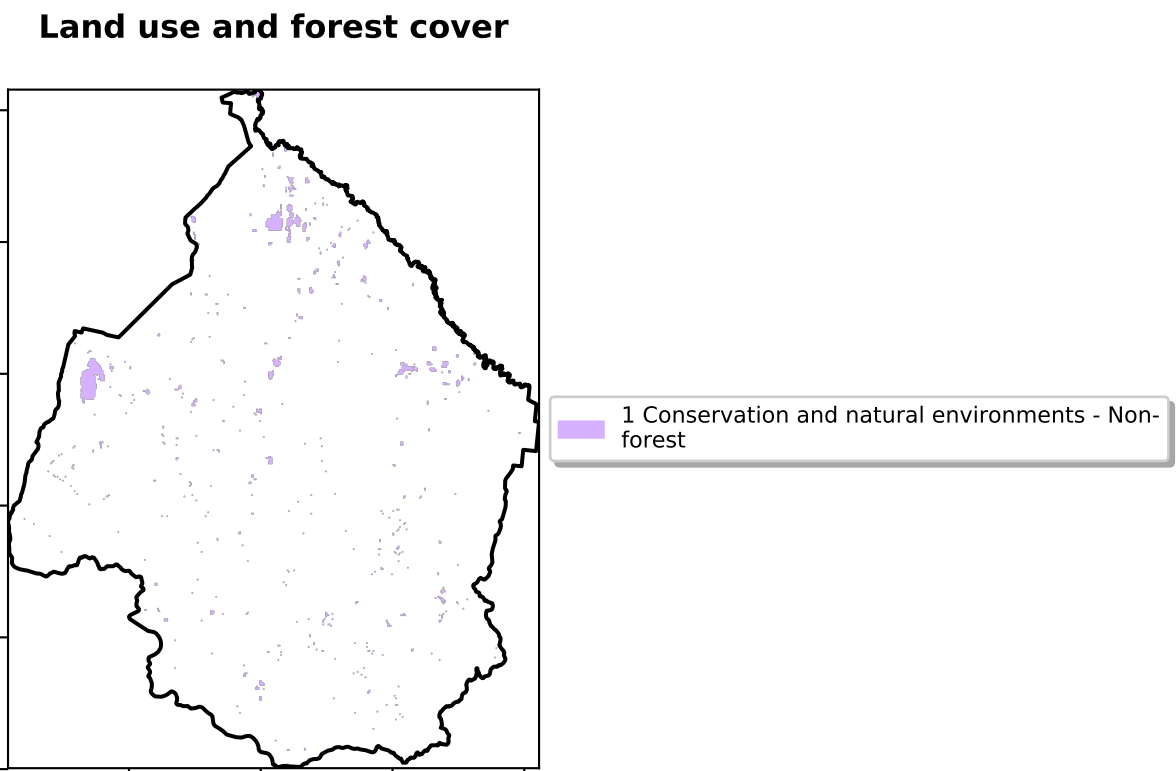 Land use and forest cover
1 Conservation and natural environments - Non-
forest